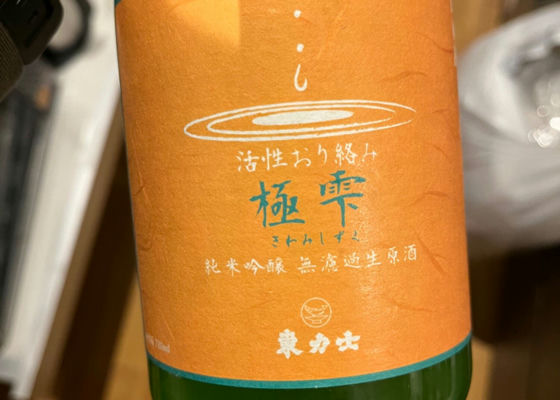 活性おり絡み
極雫
きわみしずく
純米吟醸 無濾過生原酒
東力士